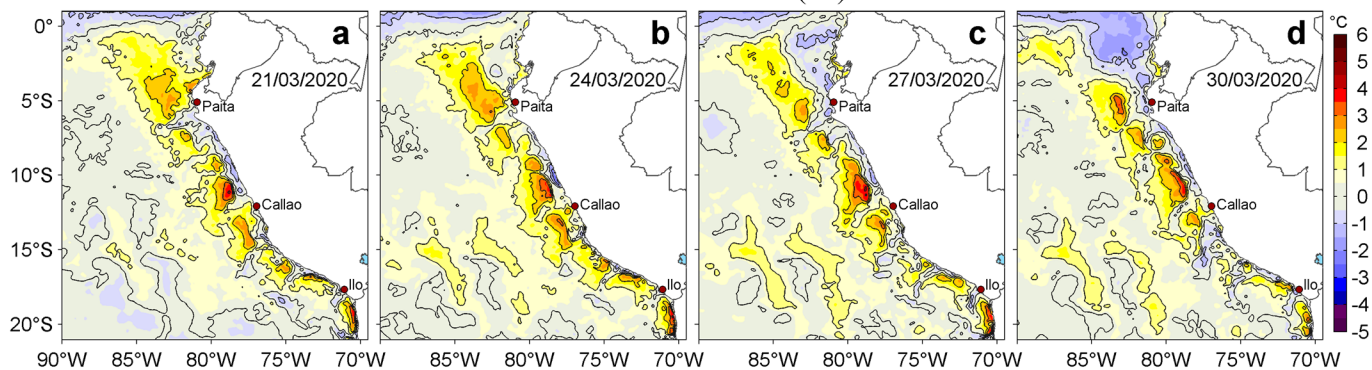 a b c d
°C
0°
21/03/2020 24/03/2020 27/03/2020 30/03/2020
5°S
Paita Paita Paita Paita
10°S
Callao Callao Callao Callao
15°S
Ilo Ilo Ilo Ilo
20°S
90°W 85°W 80°W 75°W 70°W 85°W 80°W 75°W 70°W 85°W 80°W 75°W 70°W 85°W 80°W 75°W 70°W
6
5
4
3
2
1
0
-1
-2
-3
-4
-5